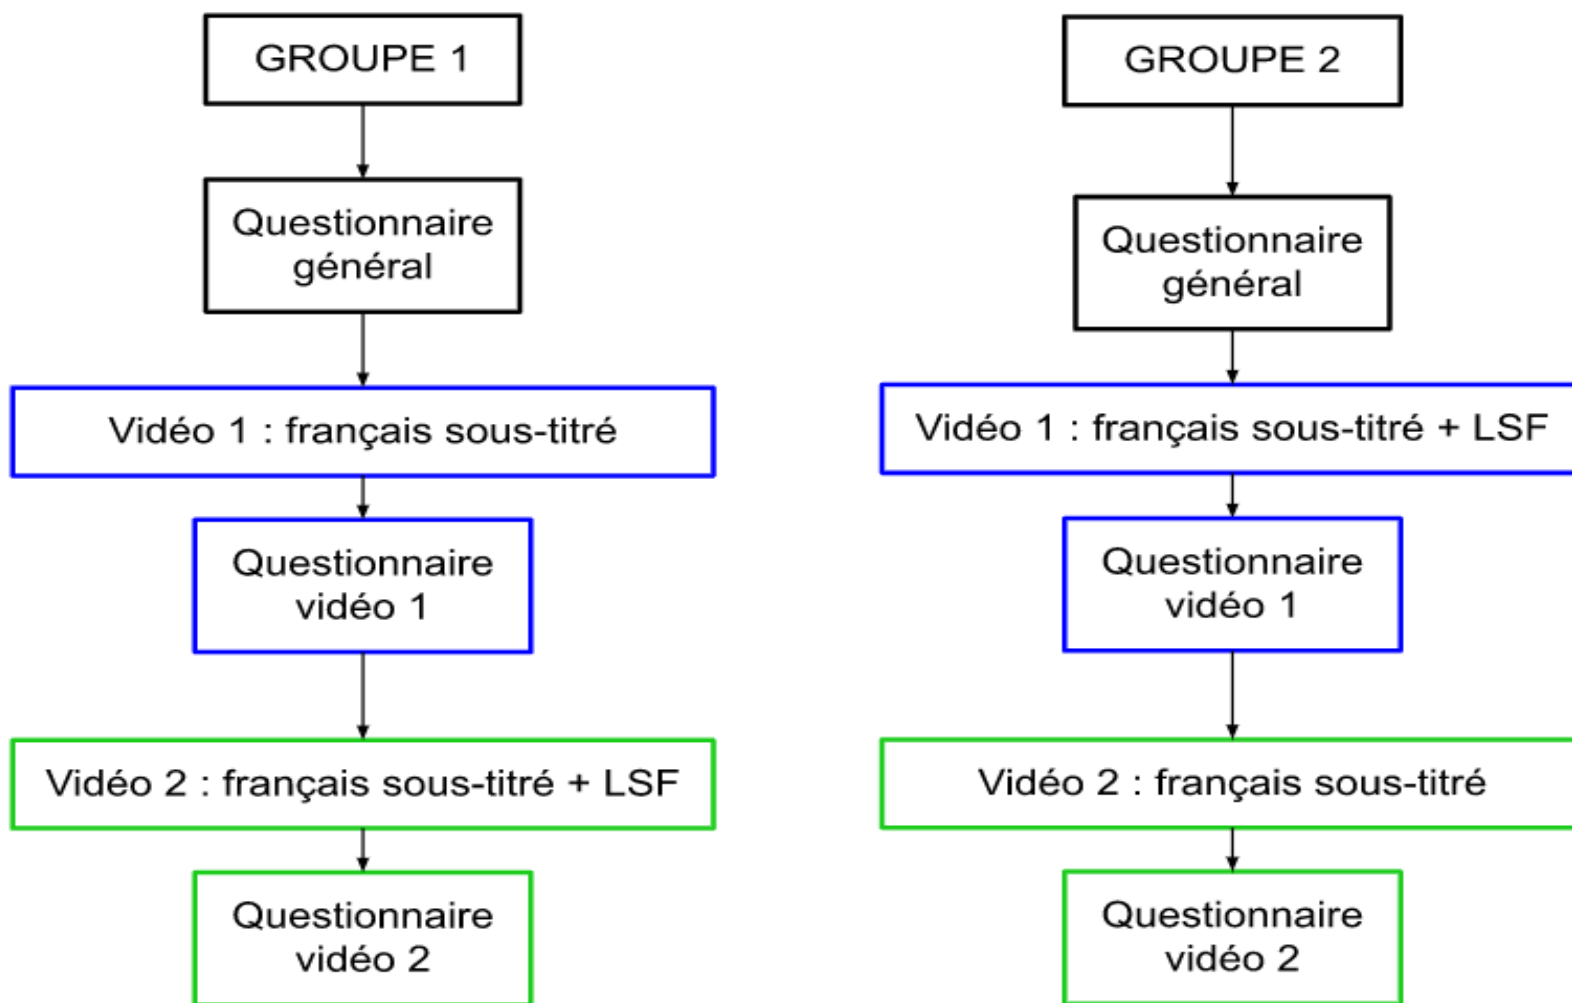 GROUPE 1
Questionnaire
général
Vidéo 1 : français sous-titré
Questionnaire
vidéo 1
Vidéo 2 : français sous-titré + LSF
Questionnaire
vidéo 2
GROUPE 2
Questionnaire
général
Vidéo 1 : français sous-titré + LSF
Questionnaire
vidéo 1
Vidéo 2 : français sous-titré
Questionnaire
vidéo 2